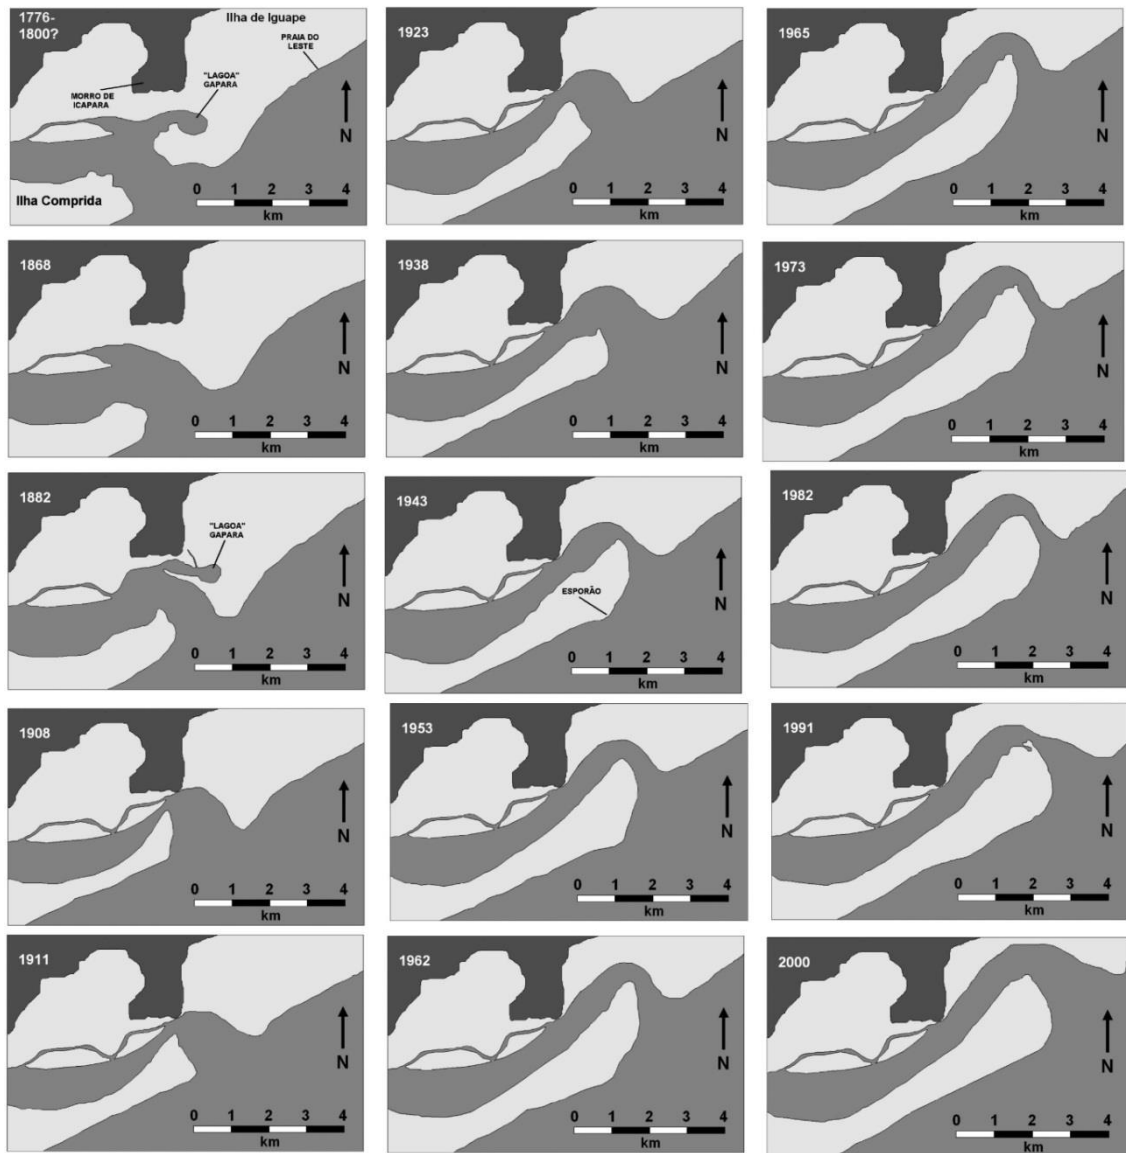 1776-
1800?
Ilha de Iguape
PRAIA DO
LESTE
"LAGOA"
GAPARA
MORRO DE
ICAPARA
N
Ilha Comprida
0 1 2 3 4
km
1868
N
0 1 2 3 4
km
1882
"LAGOA"
GAPARA
N
0 1 2 3 4
km
1908
N
0 1 2 3 4
km
1911
N
0 1 2 3 4
km
1923
N
0 1 2 3 4
km
1938
N
0 1 2 3 4
km
1943
ESPORÃO
N
0 1 2 3 4
km
1953
N
0 1 2 3 4
km
1962
N
0 1 2 3 4
km
1965
N
0 1 2 3 4
km
1973
N
0 1 2 3 4
km
1982
N
0 1 2 3 4
km
1991
N
0 1 2 3 4
km
2000
N
0 1 2 3 4
km